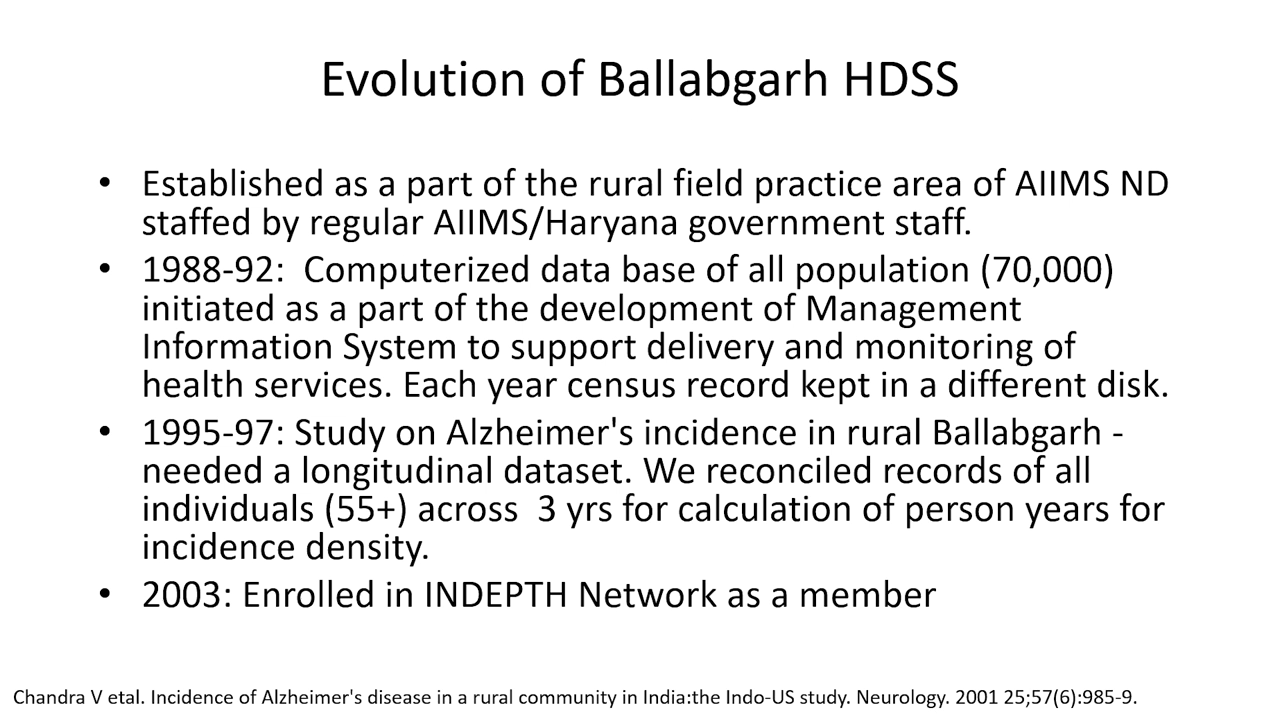 Evolution of Ballabgarh HDSS
• Established as a part of the rural field practice area of AIIMS ND
staffed by regular AIIMS/Haryana government staff.
• 1988-92:  Computerized data base of all population (70,000)
initiated as a part of the development of Management
Information System to support delivery and monitoring of
health services. Each year census record kept in a different disk.
• 1995-97: Study on Alzheimer's incidence in rural Ballabgarh -
needed a longitudinal dataset. We reconciled records of all
individuals (55+) across  3 yrs for calculation of person years for
incidence density.
• 2003: Enrolled in INDEPTH Network as a member
Chandra V etal. Incidence of Alzheimer's disease in a rural community in India:the Indo-US study. Neurology. 2001 25;57(6):985-9.